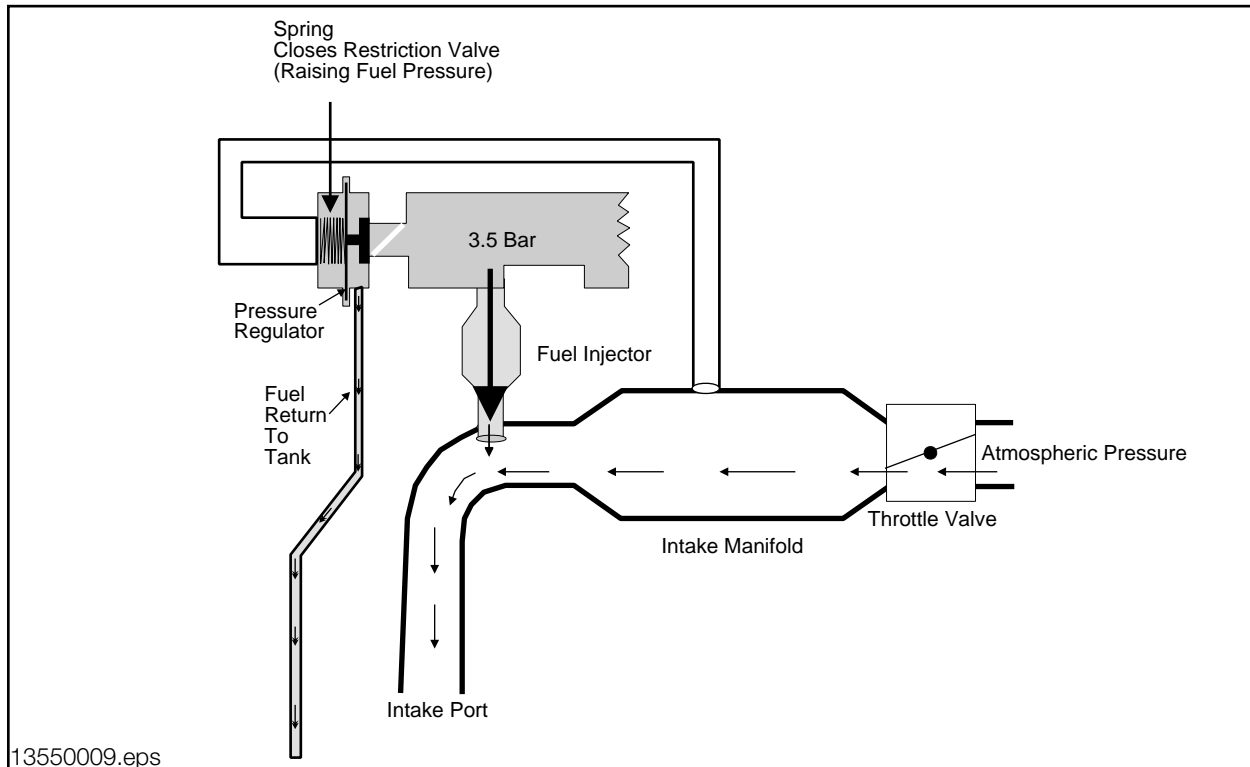 Spring
Closes Restriction Valve
(Raising Fuel Pressure)
3.5 Bar
Pressure
Regulator
Fuel Injector
Fuel
Return
To
Tank
Atmospheric Pressure
Throttle Valve
Intake Manifold
Intake Port
13550009.eps